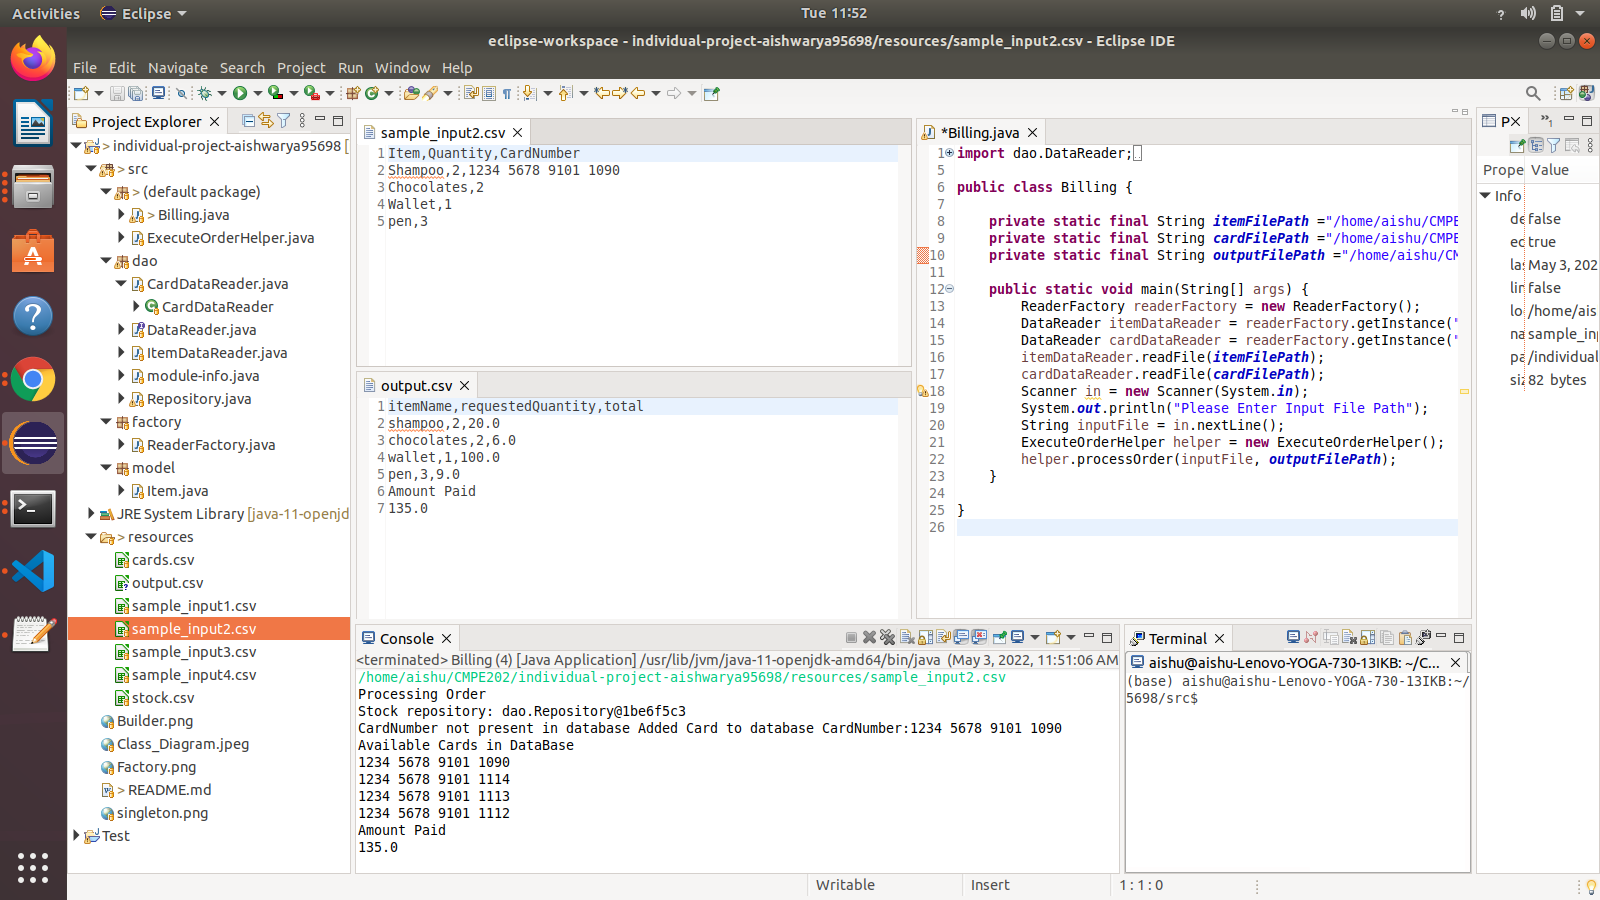 Activities Eclipse Tue 11:52
eclipse-workspace - individual-project-aishwarya95698/resources/sample_input2.csv - Eclipse IDE
File Edit Navigate Search Project Run Window Help
Project Explorer
> individual-project-aishwarya95698 [
> src
> (default package)
> Billing.java
ExecuteOrderHelper.java
dao
CardDataReader.java
CardDataReader
DataReader.java
ItemDataReader.java
module-info.java
Repository.java
factory
ReaderFactory.java
model
Item.java
JRE System Library [java-11-openjd
> resources
cards.csv
output.csv
sample_input1.csv
sample_input2.csv
sample_input3.csv
sample_input4.csv
stock.csv
Builder.png
Class_Diagram.jpeg
Factory.png
> README.md
singleton.png
Test
sample_input2.csv
1 Item,Quantity,CardNumber
2 Shampoo,2,1234 5678 9101 1090
3 Chocolates,2
4 Wallet,1
5 pen,3
output.csv
1 itemName,requestedQuantity,total
2 shampoo,2,20.0
3 chocolates,2,6.0
4 wallet,1,100.0
5 pen,3,9.0
6 Amount Paid
7 135.0
*Billing.java
1 import dao.DataReader;
5
6 public class Billing {
7
8 private static final String itemFilePath ="/home/aishu/CMPE
9 private static final String cardFilePath ="/home/aishu/CMPE
10 private static final String outputFilePath ="/home/aishu/CM
11
12 public static void main(String[] args) {
13 ReaderFactory readerFactory = new ReaderFactory();
14 DataReader itemDataReader = readerFactory.getInstance("
15 DataReader cardDataReader = readerFactory.getInstance("
16 itemDataReader.readFile(itemFilePath);
17 cardDataReader.readFile(cardFilePath);
18 Scanner in = new Scanner(System.in);
19 System.out.println("Please Enter Input File Path");
20 String inputFile = in.nextLine();
21 ExecuteOrderHelper helper = new ExecuteOrderHelper();
22 helper.processOrder(inputFile, outputFilePath);
23 }
24
25 }
26
P
Prope Value
Info
de false
ec true
las May 3, 202
lin false
lo /home/ais
na sample_in
pa /individual
siz 82 bytes
Console
<terminated> Billing (4) [Java Application] /usr/lib/jvm/java-11-openjdk-amd64/bin/java (May 3, 2022, 11:51:06 AM
/home/aishu/CMPE202/individual-project-aishwarya95698/resources/sample_input2.csv
Processing Order
Stock repository: dao.Repository@1be6f5c3
CardNumber not present in database Added Card to database CardNumber:1234 5678 9101 1090
Available Cards in DataBase
1234 5678 9101 1090
1234 5678 9101 1114
1234 5678 9101 1113
1234 5678 9101 1112
Amount Paid
135.0
Terminal
aishu@aishu-Lenovo-YOGA-730-13IKB: ~/C...
(base) aishu@aishu-Lenovo-YOGA-730-13IKB:~/
5698/src$
Writable Insert 1 : 1 : 0